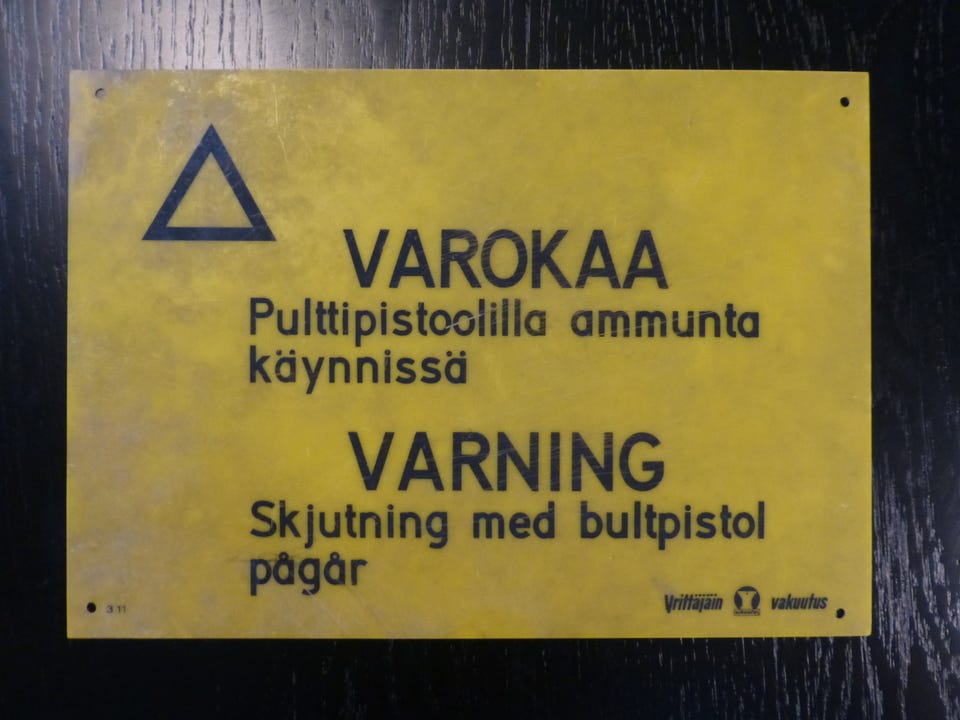 VAROKAA
Pulttipistoolilla ammunta
käynnissä
VARNING
Skjutning med bultpistol
pågår
3 11
Yrittäjäin vakuutus